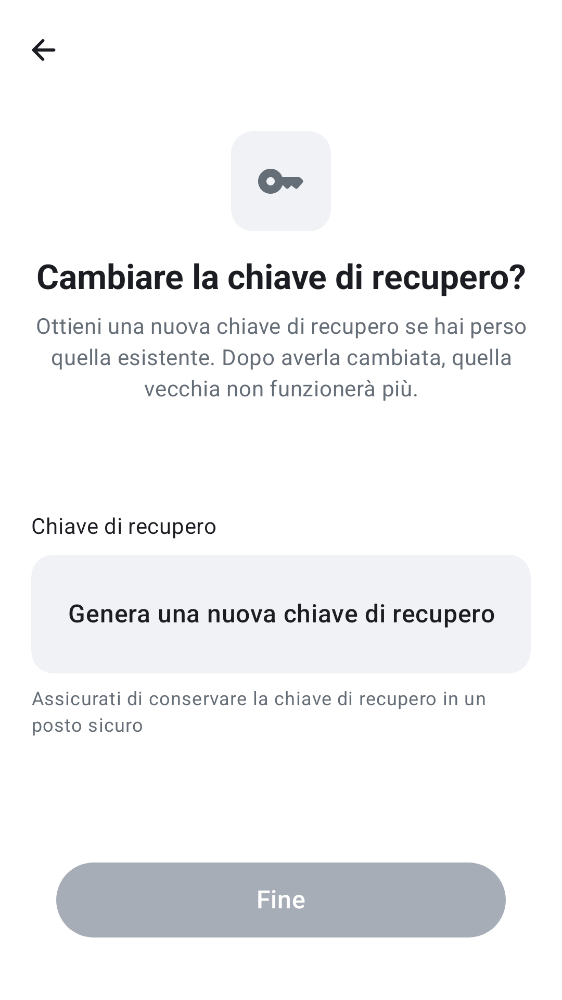 Cambiare la chiave di recupero?
Ottieni una nuova chiave di recupero se hai perso
quella esistente. Dopo averla cambiata, quella
vecchia non funzionerà più.
Chiave di recupero
Genera una nuova chiave di recupero
Assicurati di conservare la chiave di recupero in un
posto sicuro
Fine